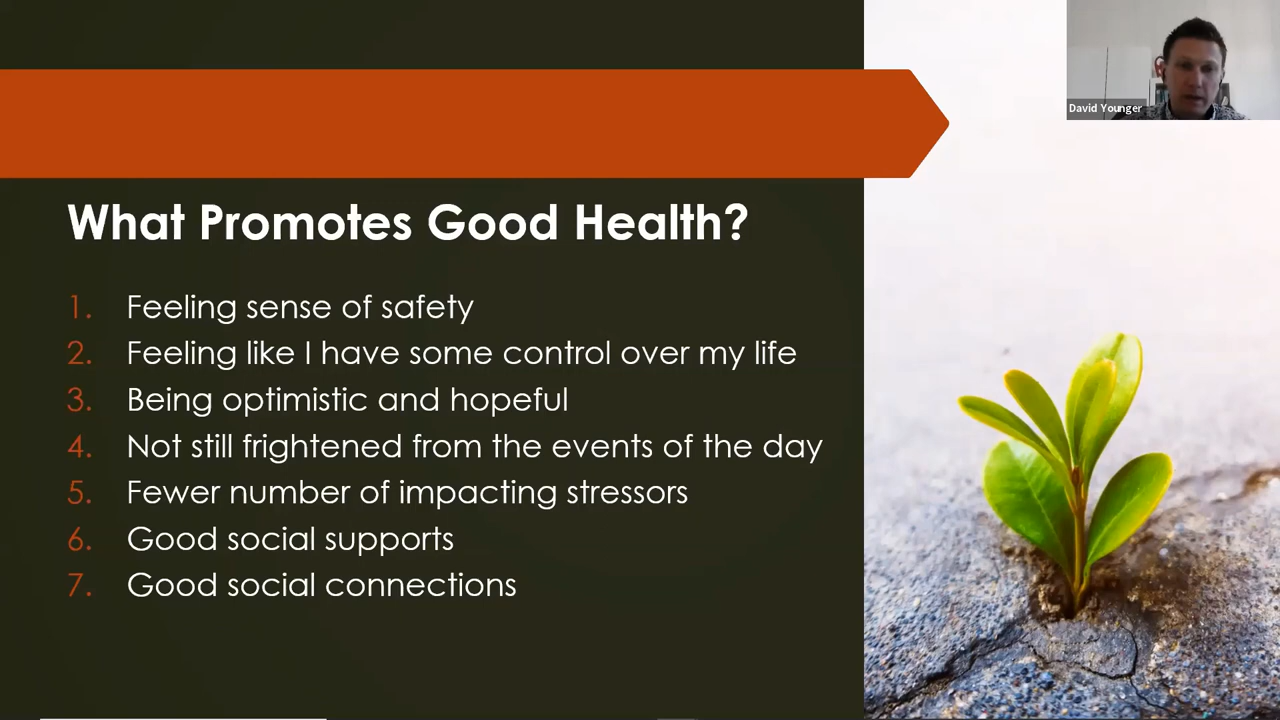 David Younger
What Promotes Good Health?
1. Feeling sense of safety
2. Feeling like I have some control over my life
3. Being optimistic and hopeful
4. Not still frightened from the events of the day
5. Fewer number of impacting stressors
6. Good social supports
7. Good social connections